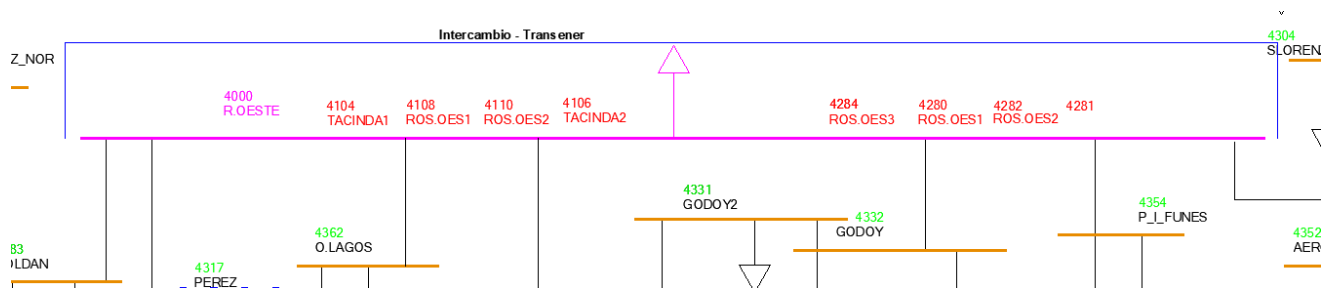 Intercambio - Transener
4304
SLOREN
Z_NOR
4000
R.OESTE
4104
TACINDA1
4108
ROS.OES1
4110
ROS.OES2
4106
TACINDA2
4284
ROS.OES3
4280
ROS.OES1
4282
ROS.OES2
4281
4331
GODOY2
4332
GODOY
4354
P_I_FUNES
4362
O.LAGOS
4352
AER
83
OLDAN
4317
PEREZ